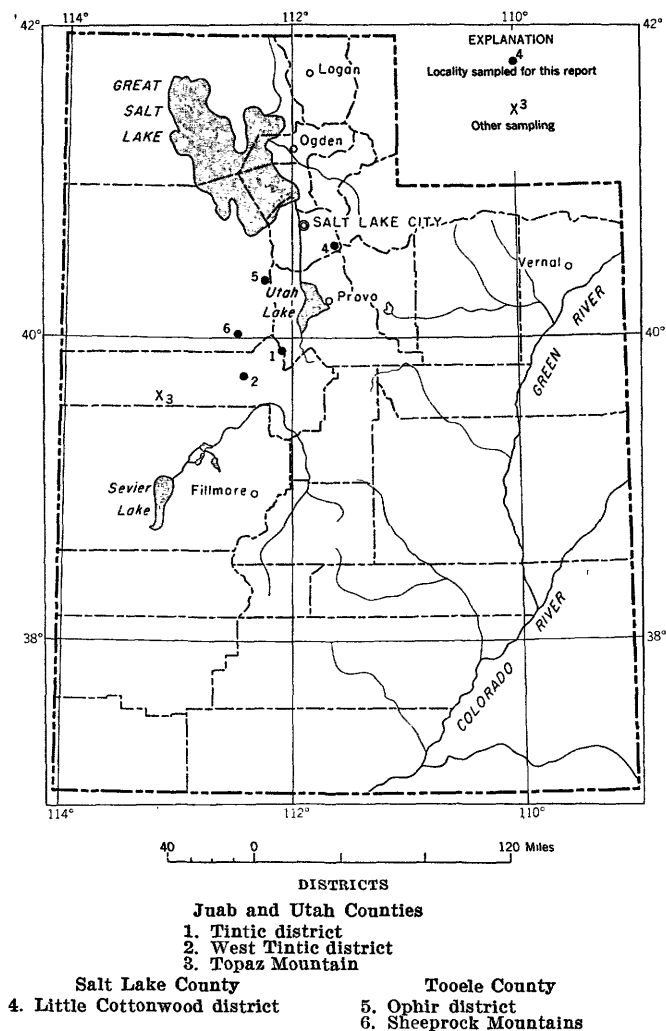 42°
114°
112°
110°
42°
EXPLANATION
4
Locality sampled for this report
X3
Other sampling
GREAT
SALT
LAKE
Logan
Ogden
SALT LAKE CITY
4
Vernal
5
Utah
Lake
Provo
RIVER
GREEN
6
40°
40°
1
2
X3
Sevier
Lake
Fillmore
38°
38°
RIVER
COLORADO
114°
112°
110°
40 0 120 Miles
DISTRICTS
Juab and Utah Counties
1. Tintic district
2. West Tintic district
3. Topaz Mountain
Salt Lake County
4. Little Cottonwood district
Tooele County
5. Ophir district
6. Sheeprock Mountains